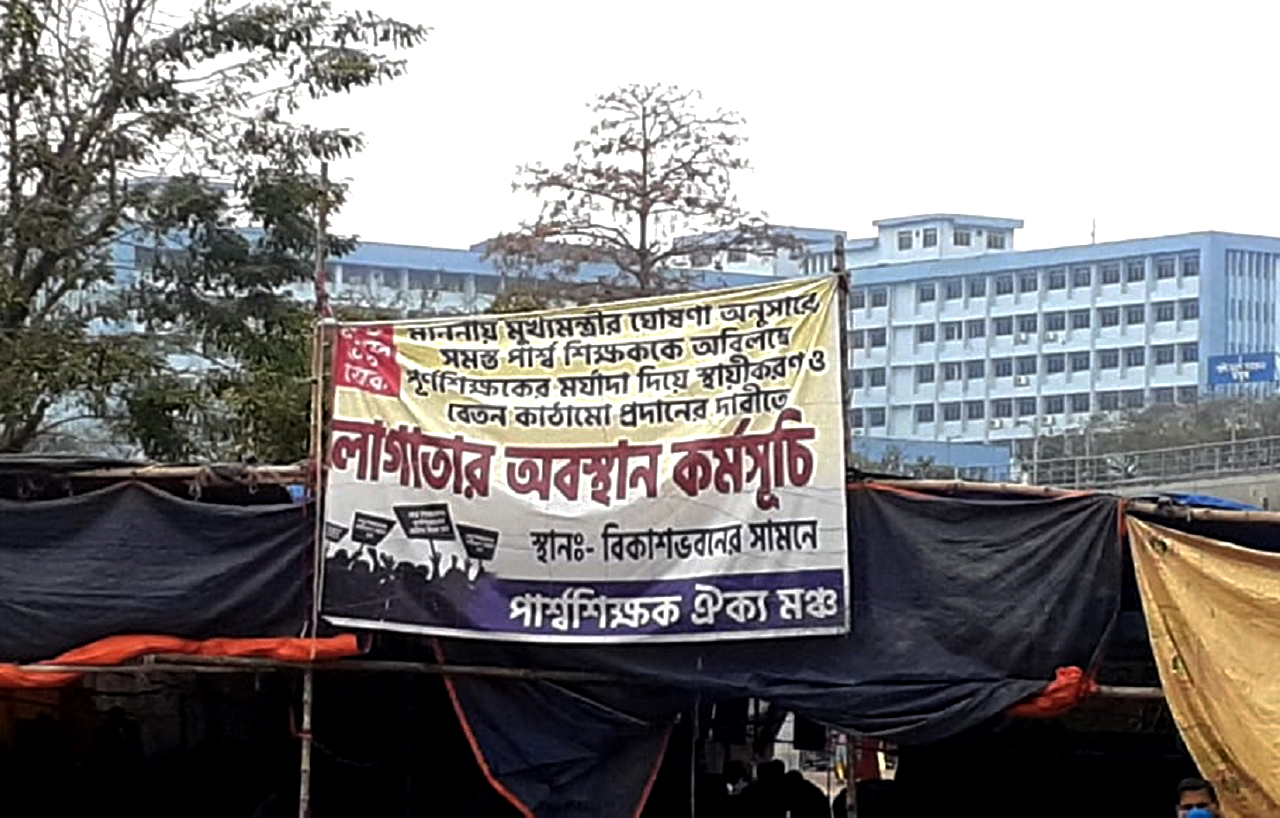 মাননীয় মুখ্যমন্ত্রীর ঘোষণা অনুসারে
সমস্ত পার্শ্ব শিক্ষককে অবিলম্বে
পূর্ণশিক্ষকের মর্যাদা দিয়ে স্থায়ীকরণ ও
বেতন কাঠামো প্রদানের দাবীতে
লাগাতার অবস্থান কর্মসূচি
স্থানঃ- বিকাশভবনের সামনে
পার্শ্বশিক্ষক ঐক্য মঞ্চ